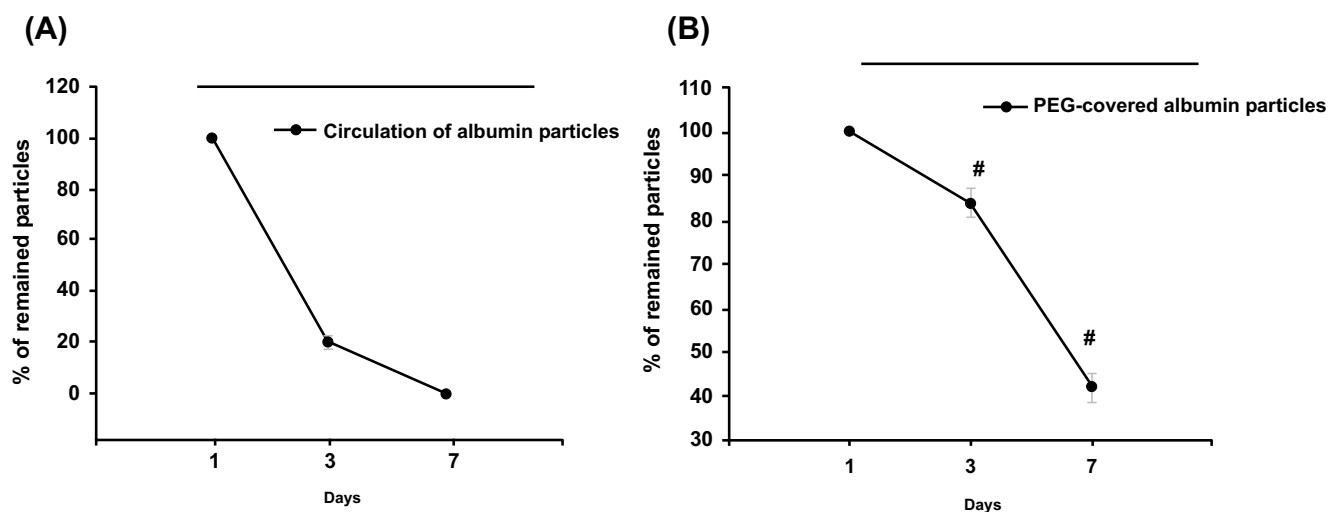 (A)
% of remained particles
120
100
80
60
40
20
0
Circulation of albumin particles
1 3 7
Days
(B)
% of remained particles
110
100
90
80
70
60
50
40
30
PEG-covered albumin particles
#
#
1 3 7
Days